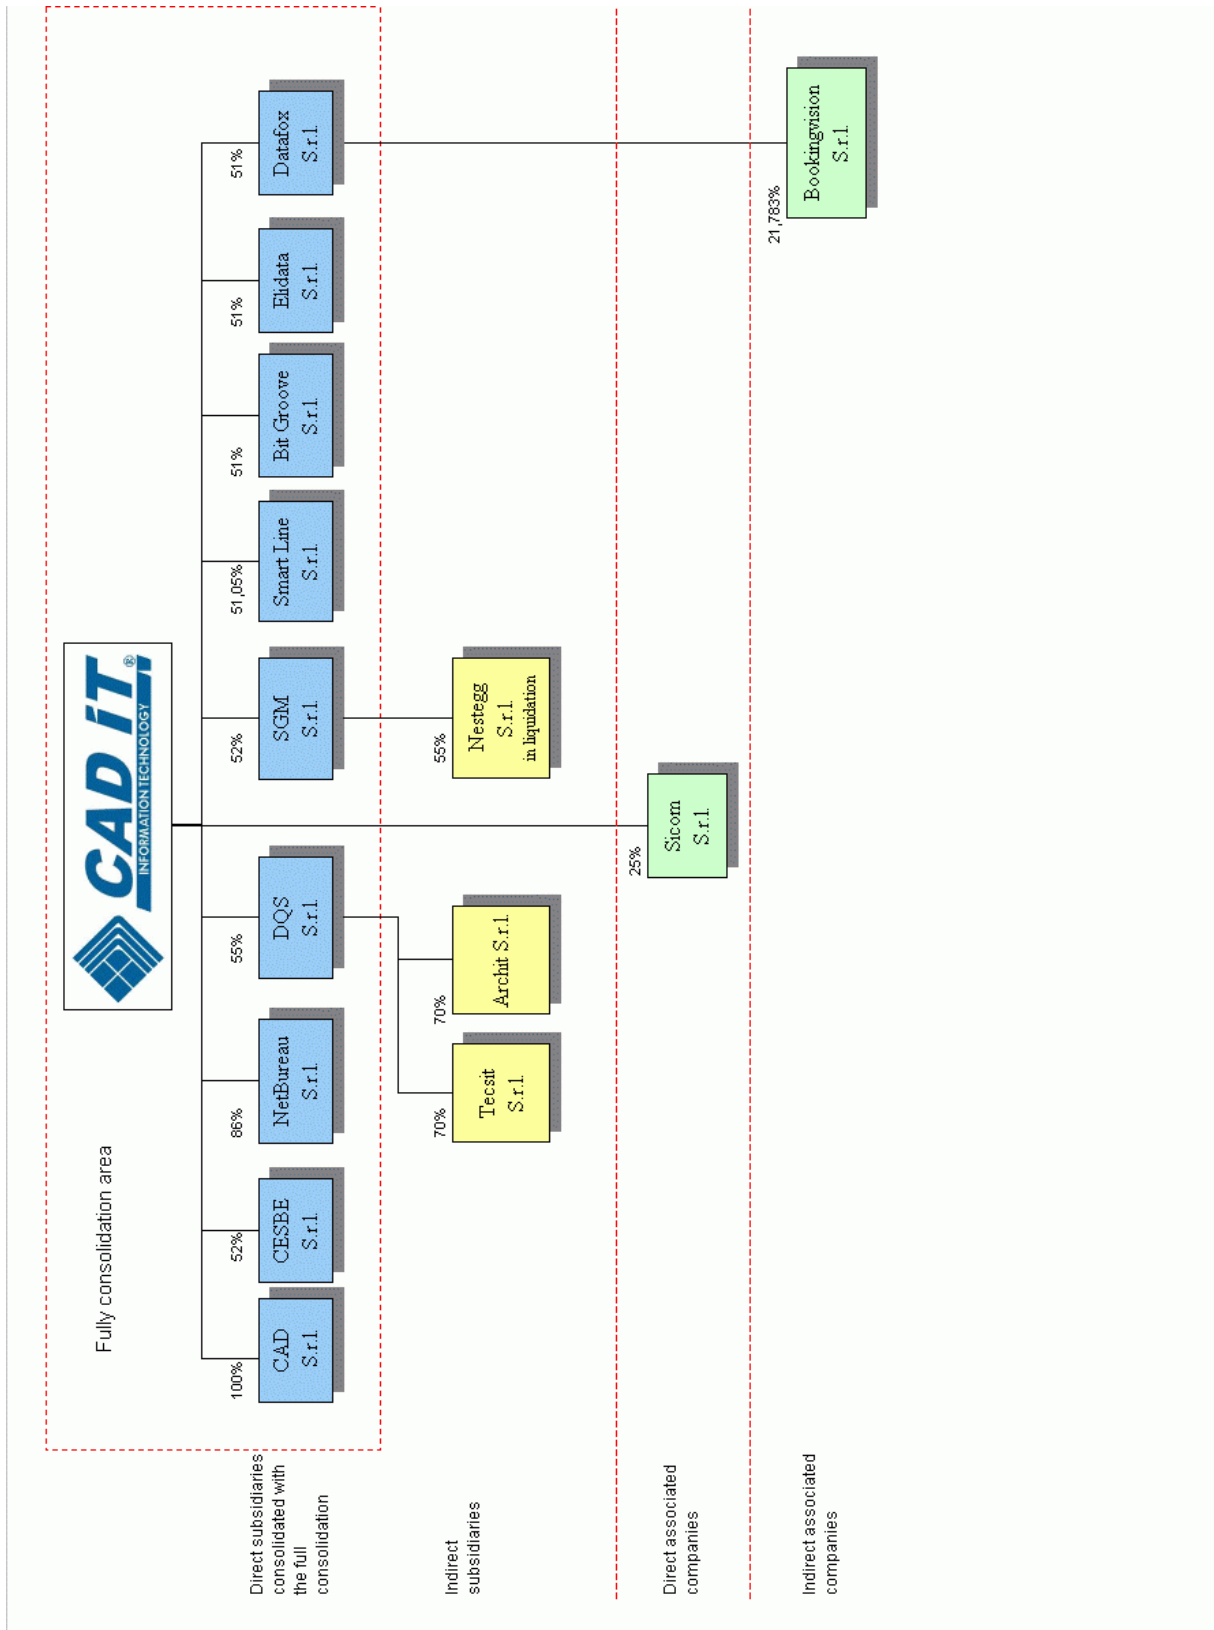 CAD iT®
INFORMATION TECHNOLOGY
Fully consolidation area
Direct subsidiaries
consolidated with
the full
consolidation
100%
CAD
S.r.l.
52%
CESBE
S.r.l.
86%
NetBureau
S.r.l.
55%
DQS
S.r.l.
52%
SGM
S.r.l.
51,05%
Smart Line
S.r.l.
51%
Bit Groove
S.r.l.
51%
Elidata
S.r.l.
51%
Datafox
S.r.l.
Indirect
subsidiaries
70%
Tecsit
S.r.l.
70%
Archit S.r.l.
55%
Nestegg
S.r.l.
in liquidation
Direct associated
companies
25%
Sicom
S.r.l.
Indirect associated
companies
21,783%
Bookingvision
S.r.l.